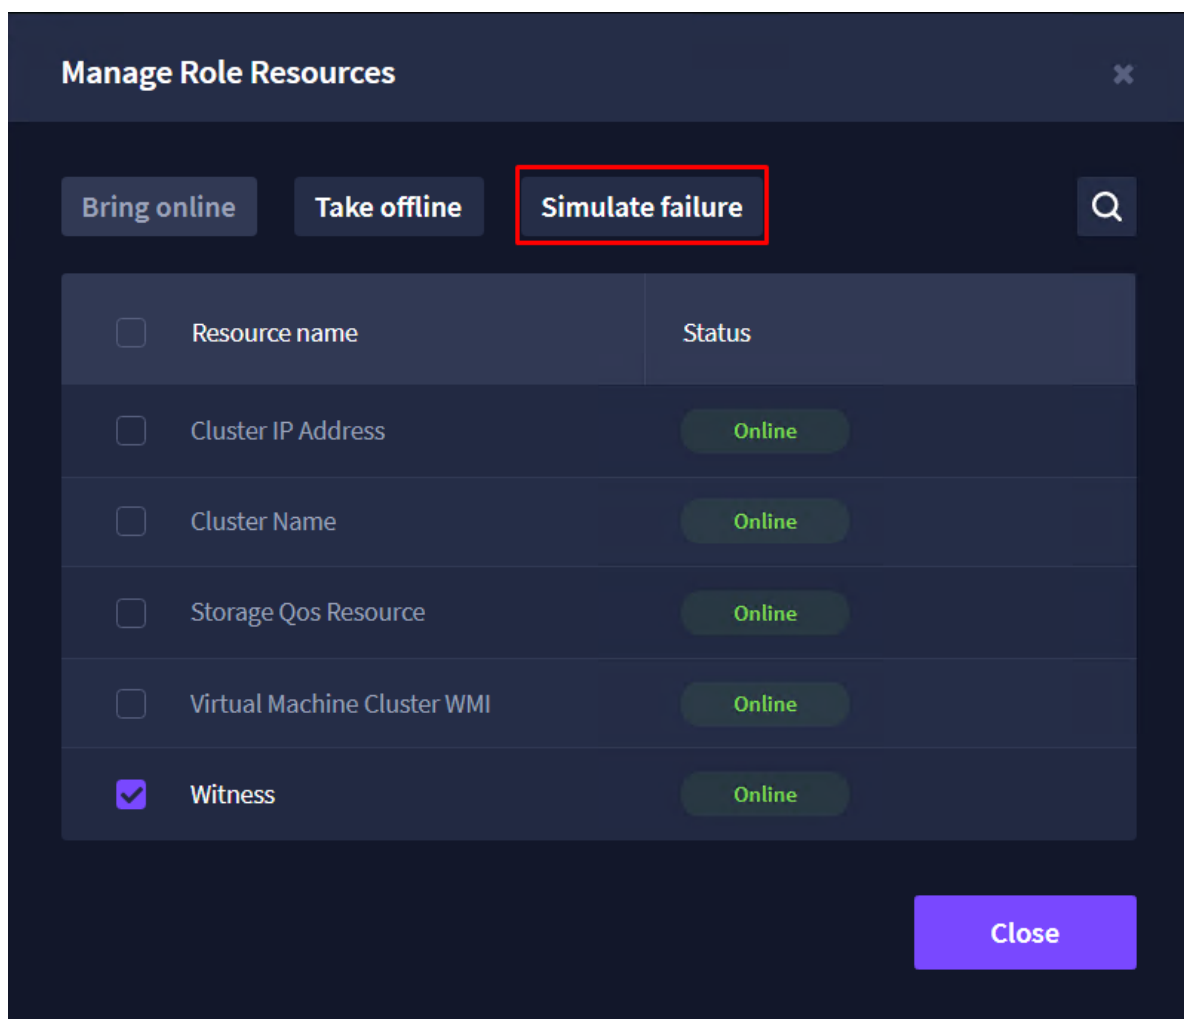 Manage Role Resources
Bring online Take offline Simulate failure
Resource name Status
Cluster IP Address Online
Cluster Name Online
Storage Qos Resource Online
Virtual Machine Cluster WMI Online
Witness Online
Close